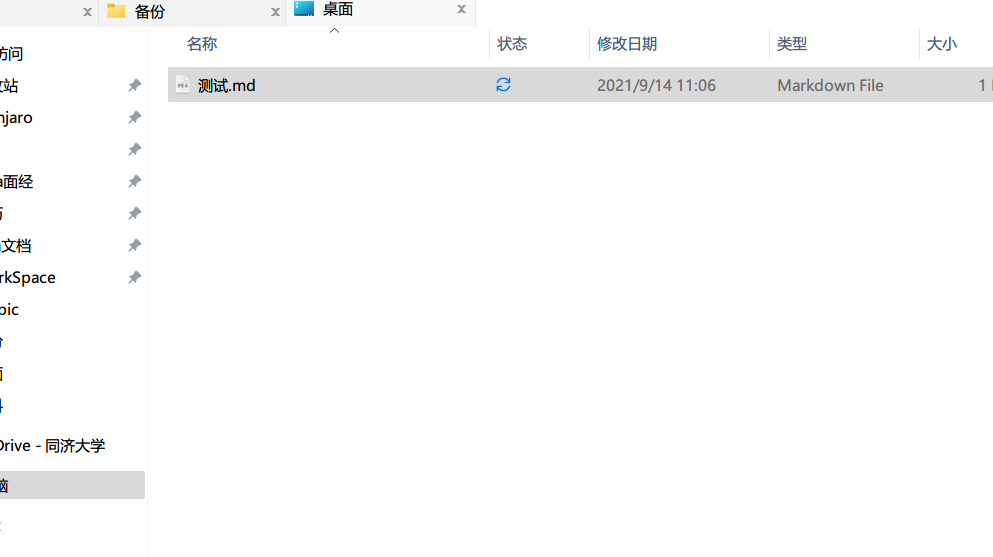 备份
桌面
名称 状态 修改日期 类型 大小
测试.md 2021/9/14 11:06 Markdown File 1
访问
站
njaro
a面经
文档
rkSpace
pic
Drive - 同济大学